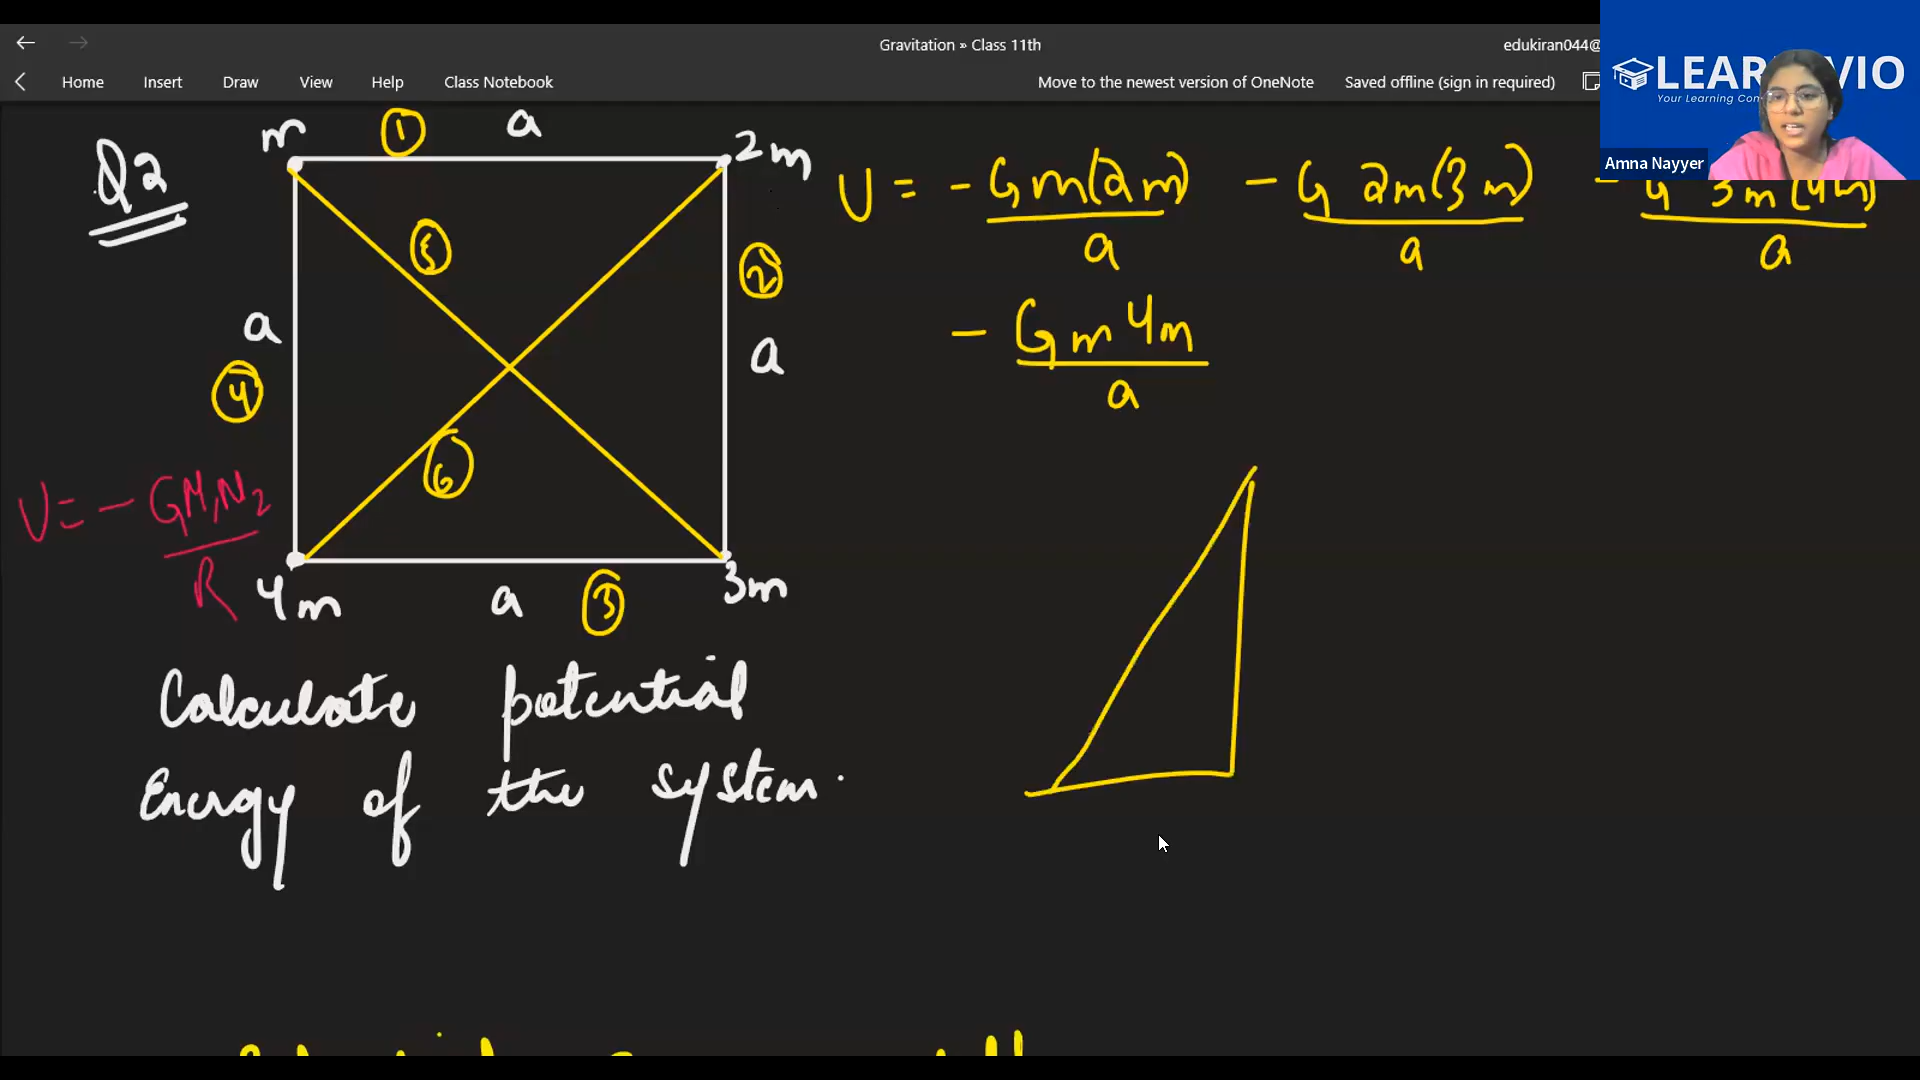 Gravitation » Class 11th
edukiran044@
Home Insert Draw View Help Class Notebook
Move to the newest version of OneNote Saved offline (sign in required)
LEAR VIO
Your Learning Con
Amna Nayyer
Q2
m ① a 2m
⑤ ②
a a
④ ⑥
4m a ③ 3m
U = - GM1M2
R
U = - Gm(2m) - G 2m(3m) - G 3m(4m)
a a a
- Gm4m
a
Calculate potential
Energy of the system.